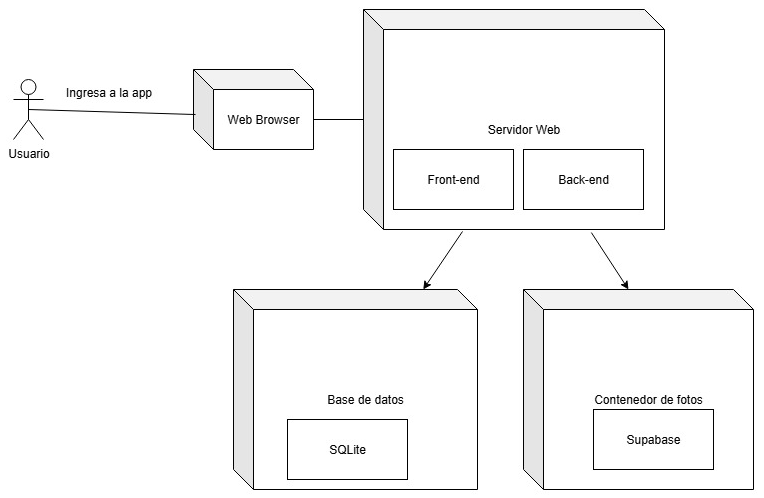 Ingresa a la app
Usuario
Web Browser
Servidor Web
Front-end
Back-end
Base de datos
SQLite
Contenedor de fotos
Supabase